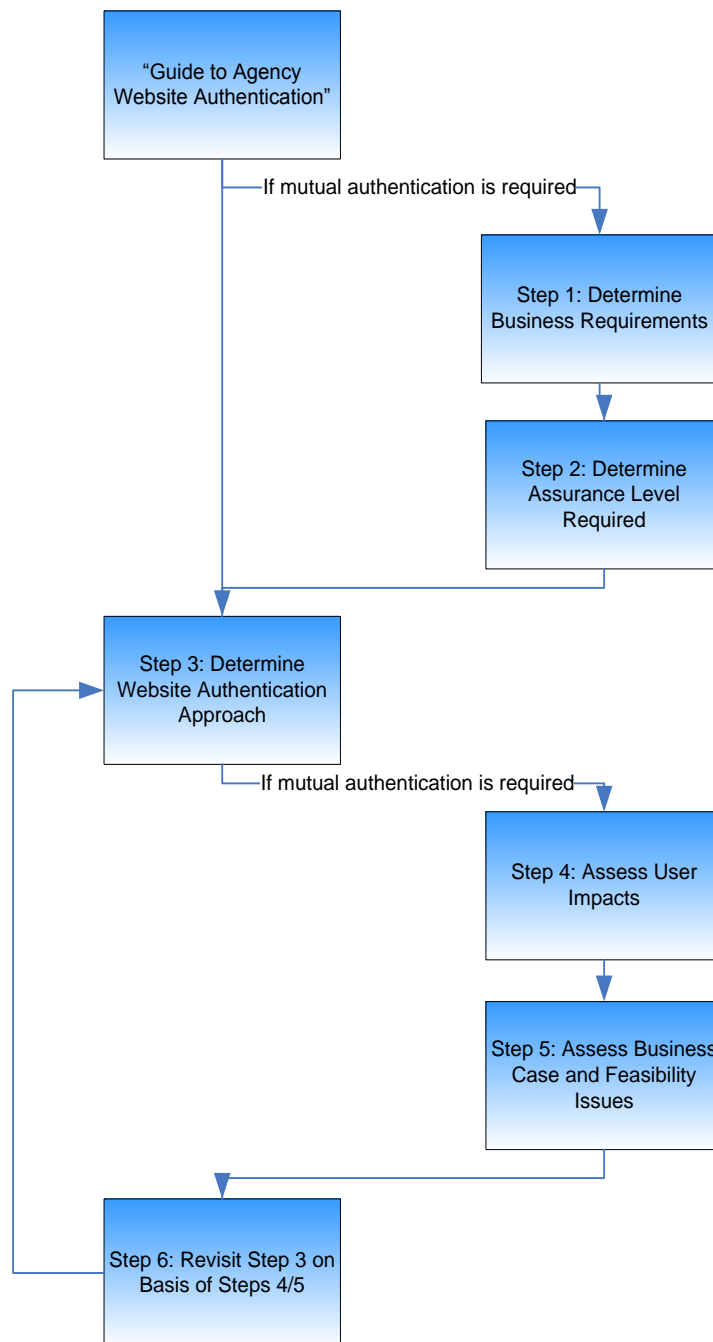 “Guide to Agency
Website Authentication”
If mutual authentication is required
Step 1: Determine
Business Requirements
Step 2: Determine
Assurance Level
Required
Step 3: Determine
Website Authentication
Approach
If mutual authentication is required
Step 4: Assess User
Impacts
Step 5: Assess Business
Case and Feasibility
Issues
Step 6: Revisit Step 3 on
Basis of Steps 4/5